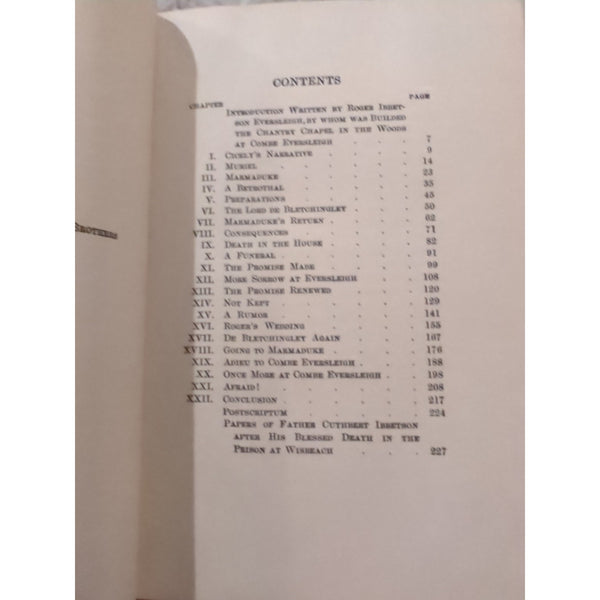 Brothers
CONTENTS
CHAPTER PAGE
Introduction Written by Roger Ibbet-
son Eversleigh, by whom was Builded
the Chantry Chapel in the Woods
at Combe Eversleigh . . . 7
I. Cicely's Narrative . . . . 9
II. Muriel . . . . . . 14
III. Marmaduke . . . . . 23
IV. A Betrothal . . . . . 35
V. Preparations . . . . . 45
VI. The Lord de Bletchingley . . . 50
VII. Marmaduke's Return . . . . 62
VIII. Consequences . . . . . 71
IX. Death in the House . . . . 82
X. A Funeral . . . . . 91
XI. The Promise Made . . . . 99
XII. More Sorrow at Eversleigh . . . 108
XIII. The Promise Renewed . . . 120
XIV. Not Kept . . . . . 129
XV. A Rumor . . . . . 141
XVI. Roger's Wedding . . . . 155
XVII. De Bletchingley Again . . . 167
XVIII. Going to Marmaduke . . . . 176
XIX. Adieu to Combe Eversleigh . . . 188
XX. Once More at Combe Eversleigh . . 198
XXI. Afraid! . . . . . . 208
XXII. Conclusion . . . . . 217
Postscriptum . . . . . 224
Papers of Father Cuthbert Ibbetson
after His Blessed Death in the
Prison at Wisbeach . . . 227